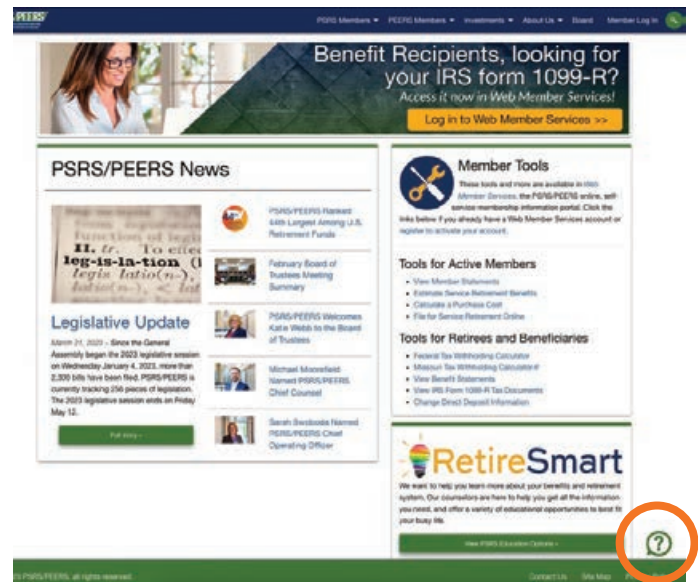 PEERS
PSRS Members
PEERS Members
Investments
About Us
Board
Member Log In
Benefit Recipients, looking for
your IRS form 1099-R?
Access it now in Web Member Services!
Log in to Web Member Services >>
PSRS/PEERS News
II. tr. To effec
leg·is·la·tion (l
legis latio(n-),
Legislative Update
March 21, 2023 – Since the General
Assembly began the 2023 legislative session
on Wednesday January 4, 2023, more than
2,300 bills have been filed. PSRS/PEERS is
currently tracking 256 pieces of legislation.
The 2023 legislative session ends on Friday
May 12.
Full story ›
PSRS/PEERS Ranked
44th Largest Among U.S.
Retirement Funds
February Board of
Trustees Meeting
Summary
PSRS/PEERS Welcomes
Katie Webb to the Board
of Trustees
Michael Moorefield
Named PSRS/PEERS
Chief Counsel
Sarah Swoboda Named
PSRS/PEERS Chief
Operating Officer
Member Tools
These tools and more are available in Web
Member Services, the PSRS/PEERS online, self-
service membership information portal. Click the
links below if you already have a Web Member Services account or
register to activate your account.
Tools for Active Members
• View Member Statements
• Estimate Service Retirement Benefits
• Calculate a Purchase Cost
• File for Service Retirement Online
Tools for Retirees and Beneficiaries
• Federal Tax Withholding Calculator
• Missouri Tax Withholding Calculator
• View Benefit Statements
• View IRS Form 1099-R Tax Documents
• Change Direct Deposit Information
RetireSmart
We want to help you learn more about your benefits and retirement
system. Our counselors are here to help you get all the information
you need, and offer a variety of educational opportunities to best fit
your busy life.
View PSRS Education Options ›
?
PSRS/PEERS, all rights reserved.
Contact Us
Site Map